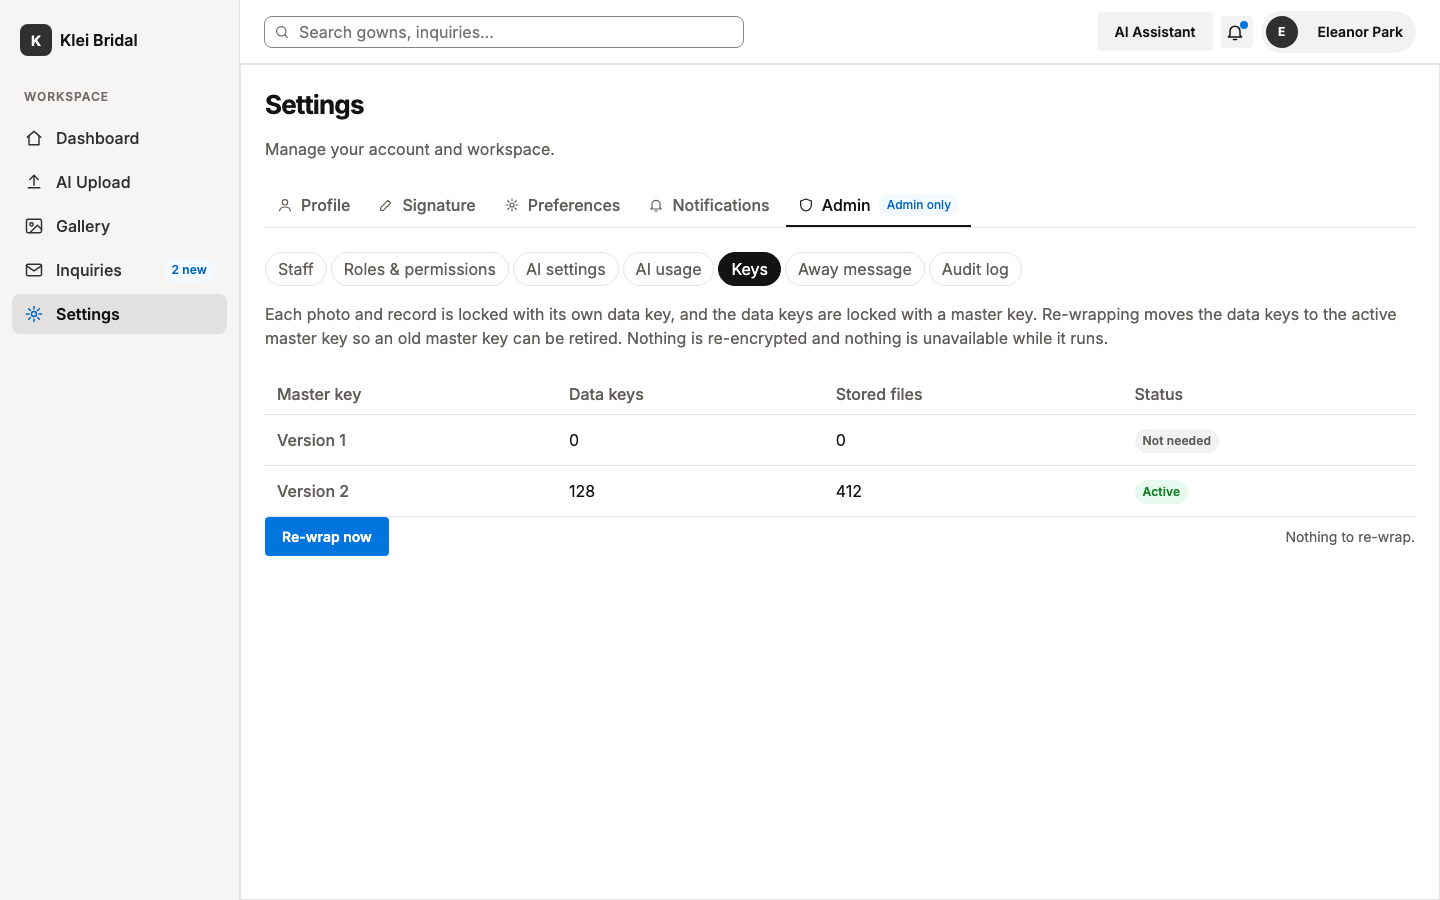 K Klei Bridal
Search gowns, inquiries...
AI Assistant
E Eleanor Park
WORKSPACE
Dashboard
AI Upload
Gallery
Inquiries 2 new
Settings
Settings
Manage your account and workspace.
Profile Signature Preferences Notifications Admin Admin only
Staff Roles & permissions AI settings AI usage Keys Away message Audit log
Each photo and record is locked with its own data key, and the data keys are locked with a master key. Re-wrapping moves the data keys to the active
master key so an old master key can be retired. Nothing is re-encrypted and nothing is unavailable while it runs.
Master key Data keys Stored files Status
Version 1 0 0 Not needed
Version 2 128 412 Active
Re-wrap now Nothing to re-wrap.